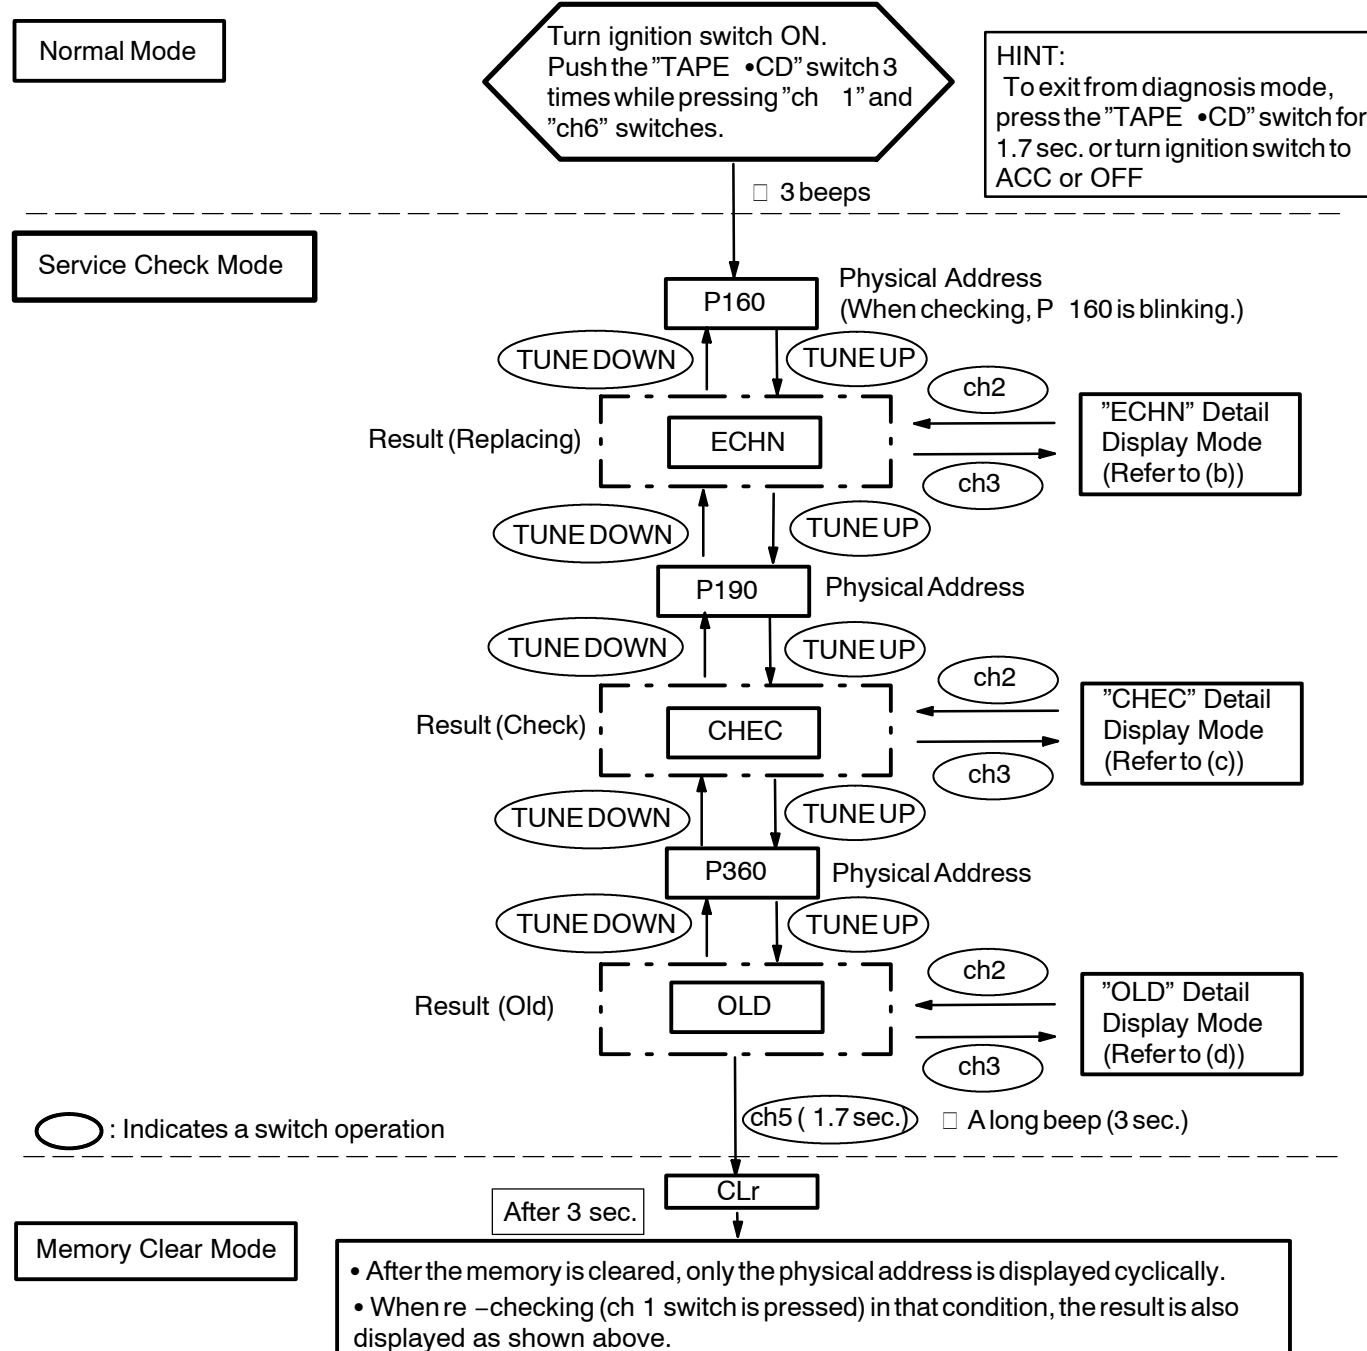 Normal Mode
Turn ignition switch ON.
Push the ”TAPE •CD” switch 3
times while pressing ”ch 1” and
”ch6” switches.
HINT:
To exit from diagnosis mode,
press the ”TAPE •CD” switch for
1.7 sec. or turn ignition switch to
ACC or OFF
□ 3 beeps
Service Check Mode
P160
Physical Address
(When checking, P 160 is blinking.)
TUNE DOWN
TUNE UP
ch2
Result (Replacing)
ECHN
”ECHN” Detail
Display Mode
(Refer to (b))
ch3
TUNE DOWN
TUNE UP
P190
Physical Address
TUNE DOWN
TUNE UP
ch2
Result (Check)
CHEC
”CHEC” Detail
Display Mode
(Refer to (c))
ch3
TUNE DOWN
TUNE UP
P360
Physical Address
TUNE DOWN
TUNE UP
ch2
Result (Old)
OLD
”OLD” Detail
Display Mode
(Refer to (d))
ch3
: Indicates a switch operation
ch5 ( 1.7 sec.)
□ A long beep (3 sec.)
CLr
After 3 sec.
Memory Clear Mode
• After the memory is cleared, only the physical address is displayed cyclically.
• When re −checking (ch 1 switch is pressed) in that condition, the result is also
displayed as shown above.